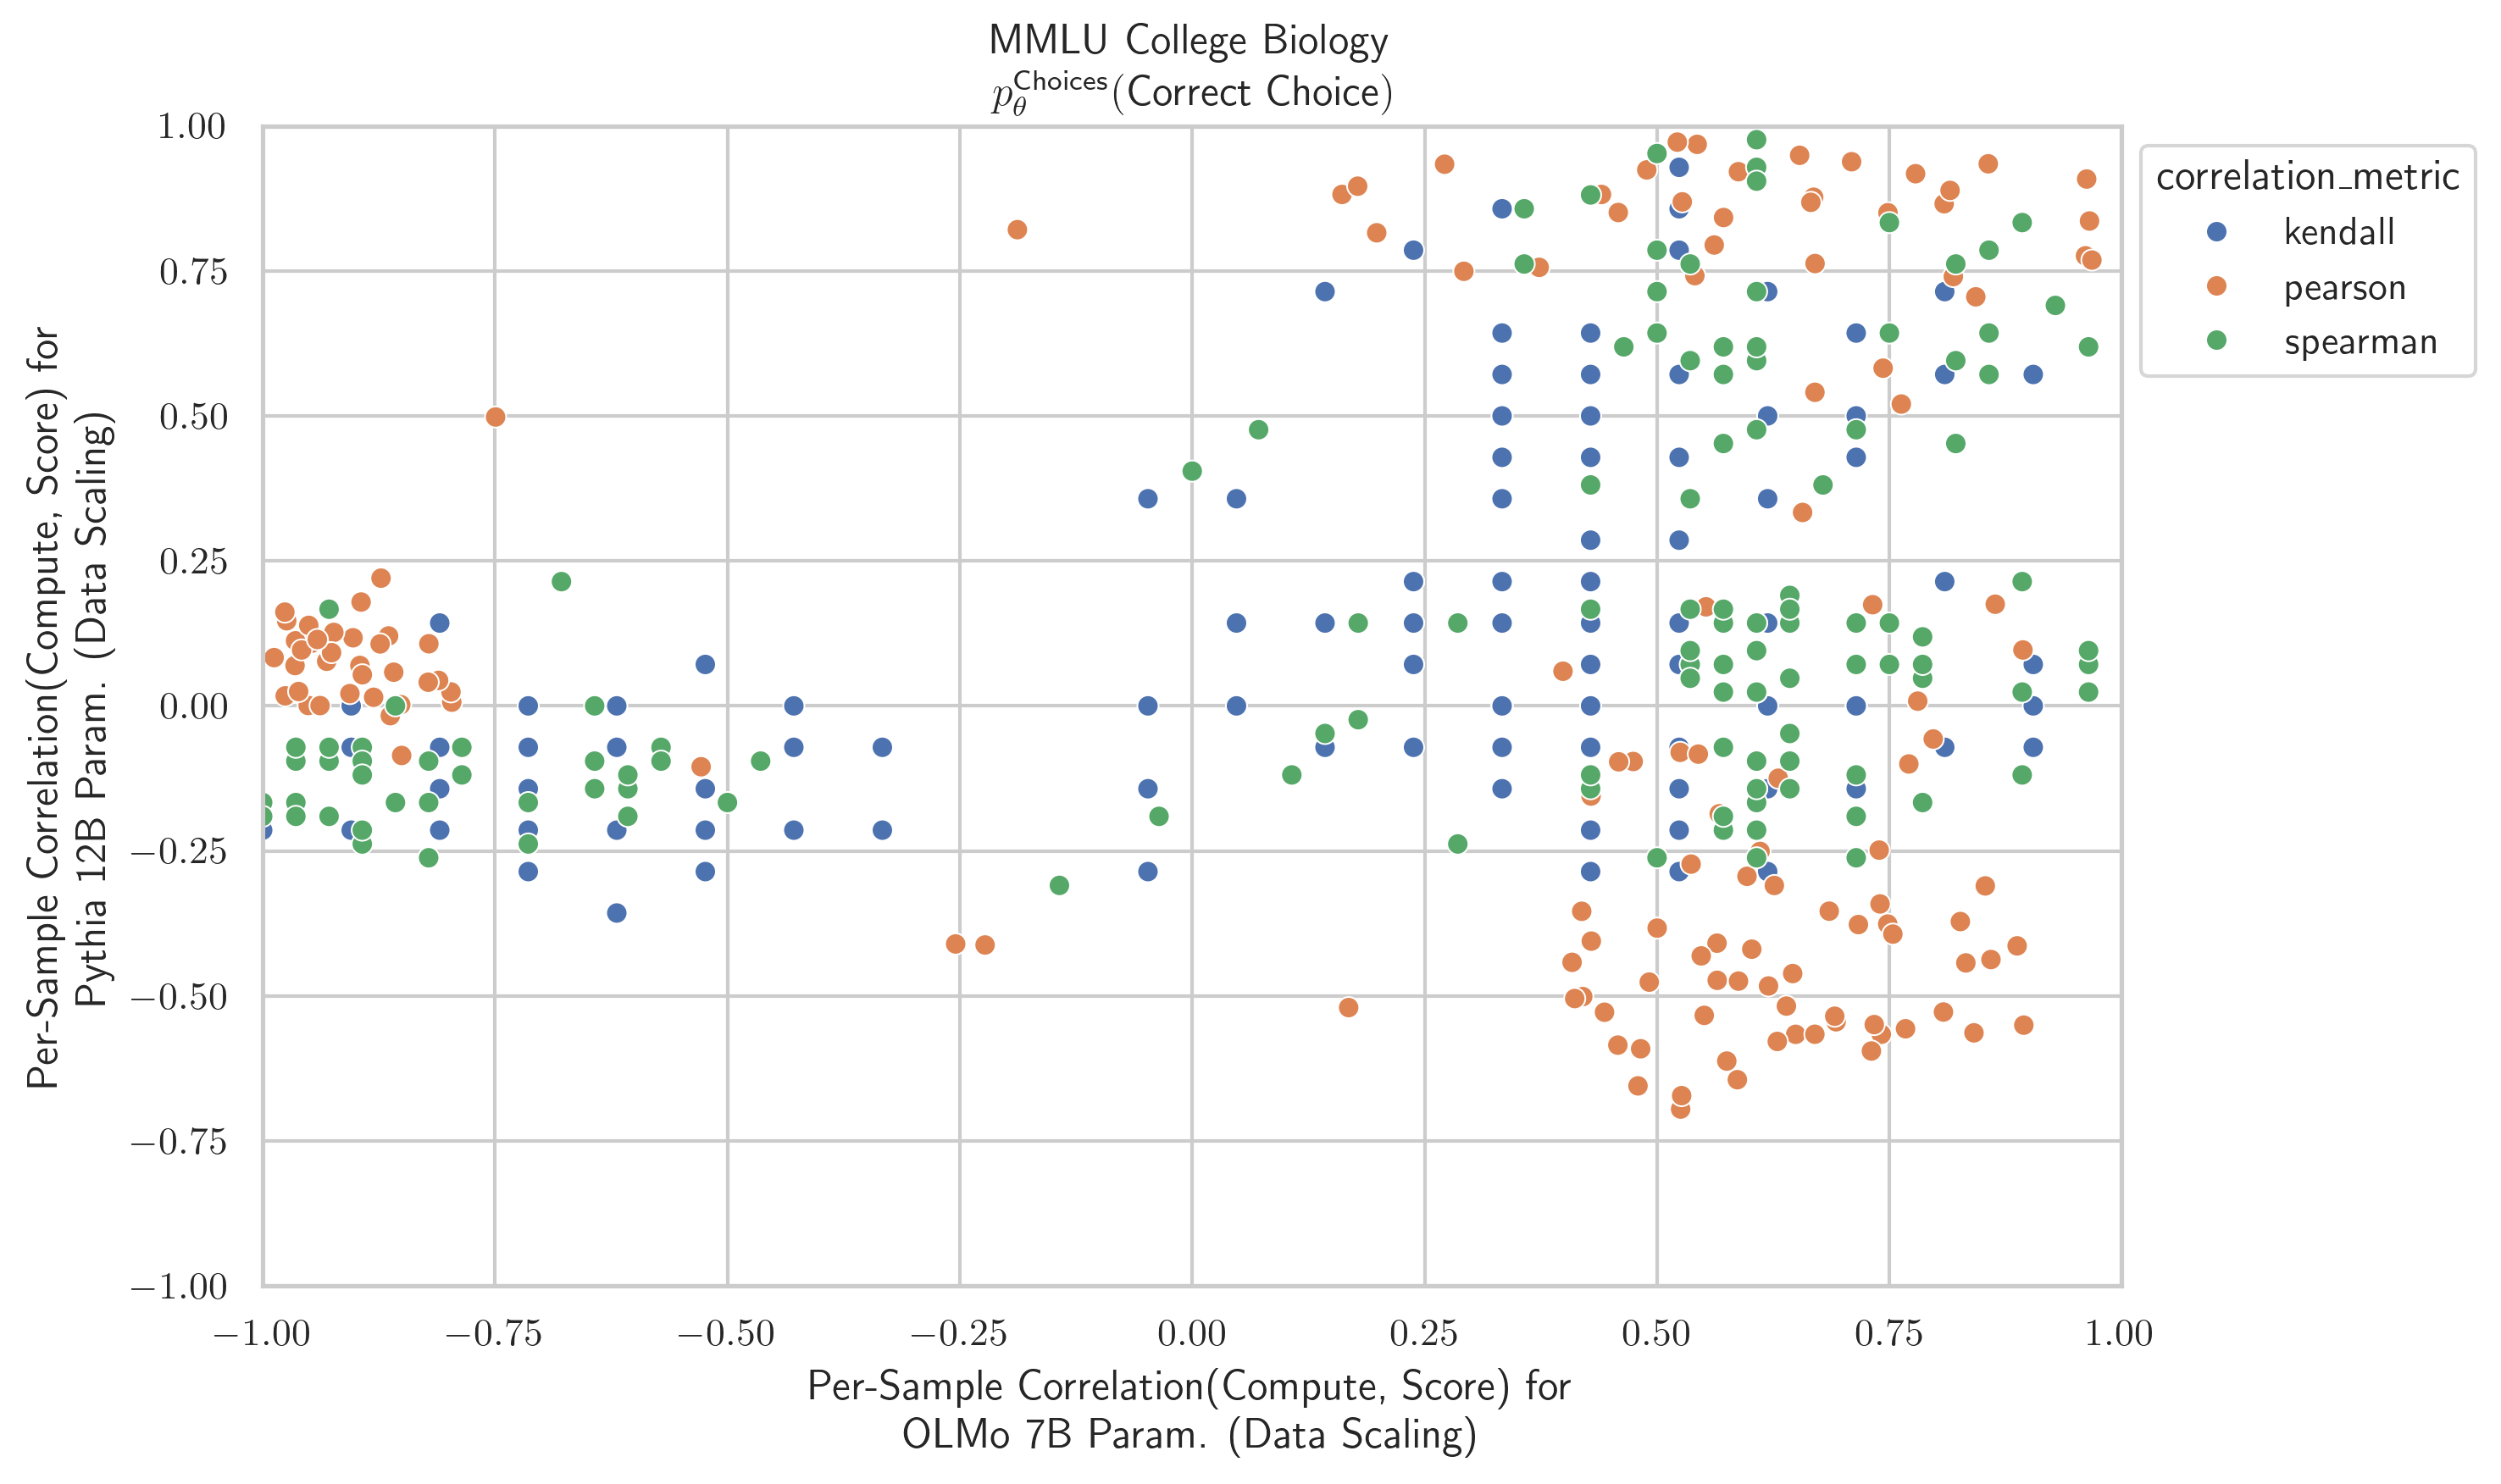 MMLU College Biology
p_θ^Choices(Correct Choice)
Per-Sample Correlation(Compute, Score) for
Pythia 12B Param. (Data Scaling)
1.00
0.75
0.50
0.25
0.00
−0.25
−0.50
−0.75
−1.00
−1.00 −0.75 −0.50 −0.25 0.00 0.25 0.50 0.75 1.00
Per-Sample Correlation(Compute, Score) for
OLMo 7B Param. (Data Scaling)
correlation_metric
kendall
pearson
spearman